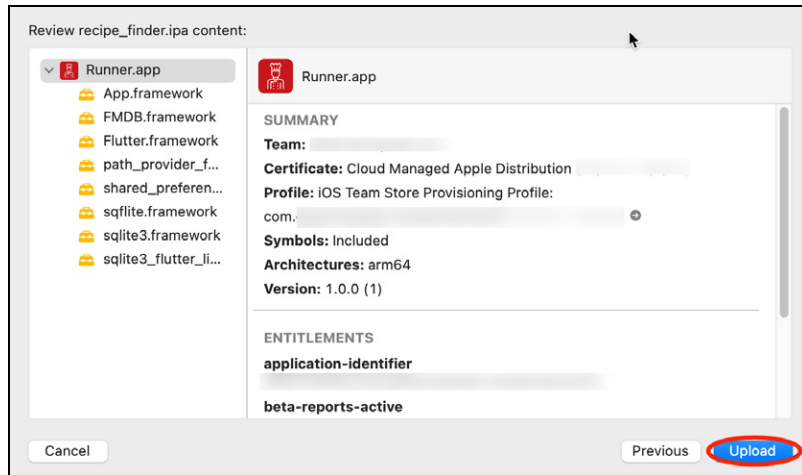 Review recipe_finder.ipa content:
Runner.app
App.framework
FMDB.framework
Flutter.framework
path_provider_f...
shared_preferen...
sqflite.framework
sqlite3.framework
sqlite3_flutter_li...
Runner.app
SUMMARY
Team:
Certificate: Cloud Managed Apple Distribution
Profile: iOS Team Store Provisioning Profile:
com.
Symbols: Included
Architectures: arm64
Version: 1.0.0 (1)
ENTITLEMENTS
application-identifier
beta-reports-active
Cancel
Previous
Upload